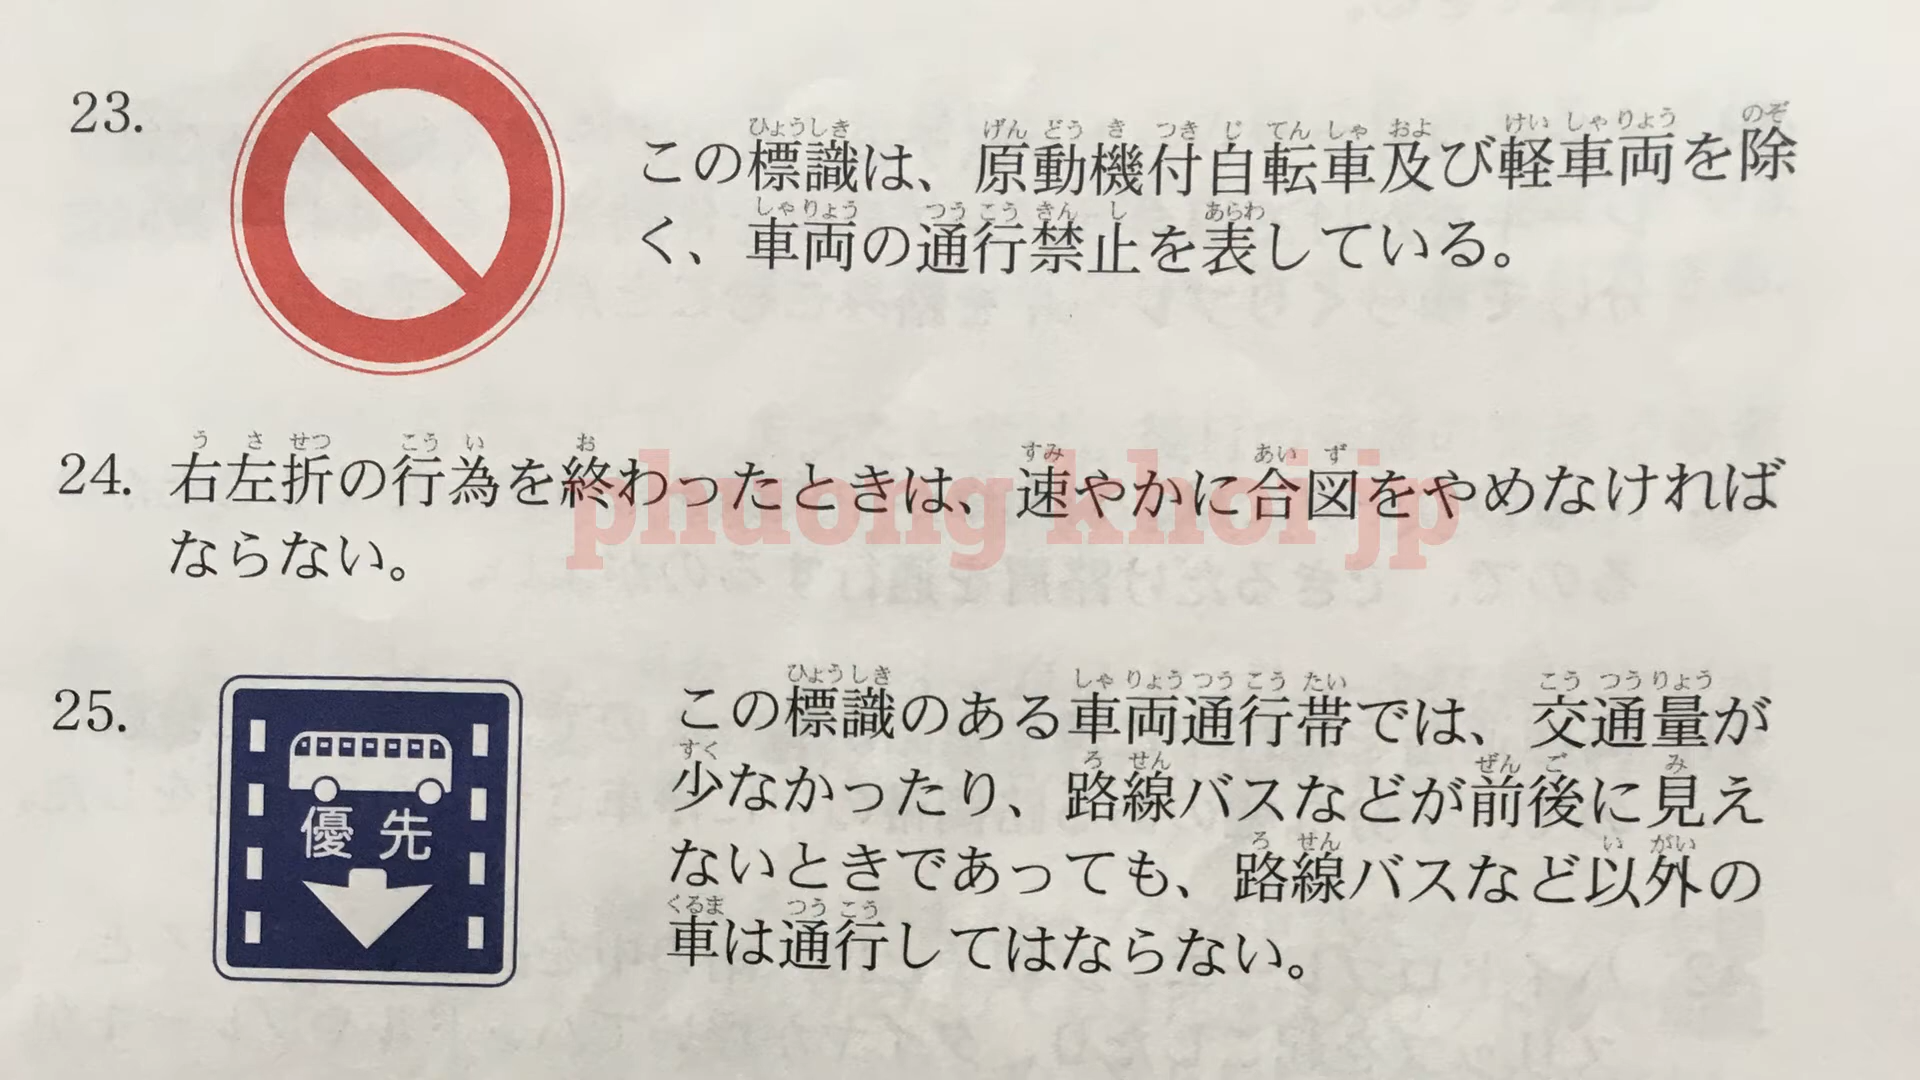 23.
この標識は、原動機付自転車及び軽車両を除
く、車両の通行禁止を表している。
24. 右左折の行為を終わったときは、速やかに合図をやめなければ
ならない。
phuong khoi jp
25.
優先
この標識のある車両通行帯では、交通量が
少なかったり、路線バスなどが前後に見え
ないときであっても、路線バスなど以外の
車は通行してはならない。